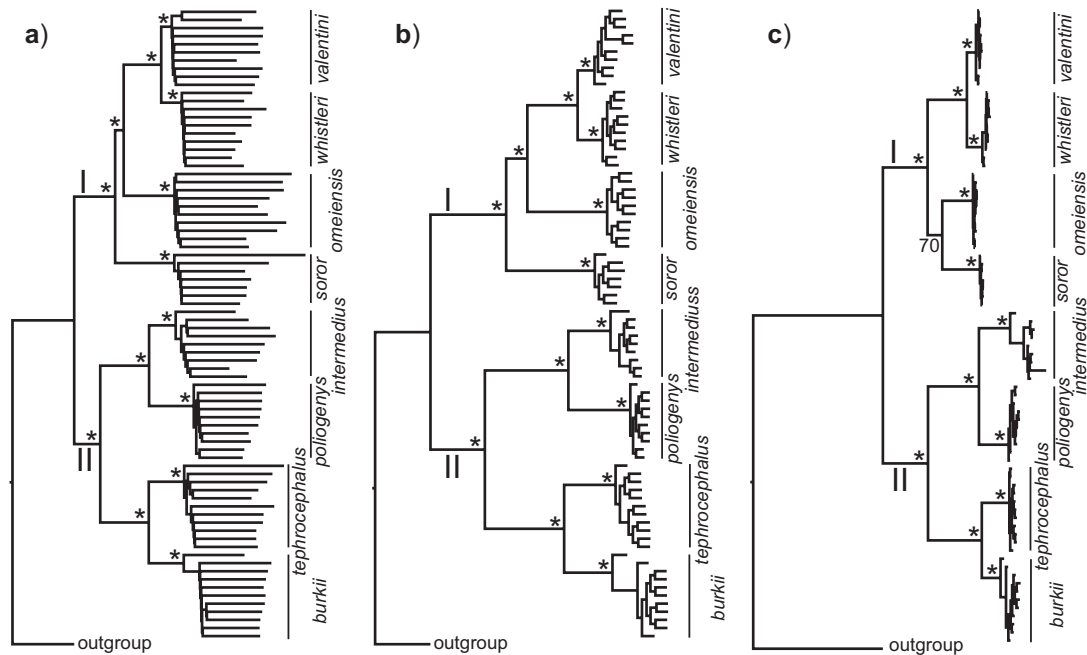 a)
*
*
*
*
*
*
I
*
*
*
*
*
*
*
II
valentini
whistleri
omeiensis
soror
intermedius
poliogenys
tephrocephalus
burkii
outgroup
b)
*
*
*
*
*
*
*
I
*
*
*
*
*
*
*
II
valentini
whistleri
omeiensis
soror
intermedius
poliogenys
tephrocephalus
burkii
outgroup
c)
*
*
*
*
*
*
I
70
*
*
*
*
*
*
*
II
valentini
whistleri
omeiensis
soror
intermedius
poliogenys
tephrocephalus
burkii
outgroup